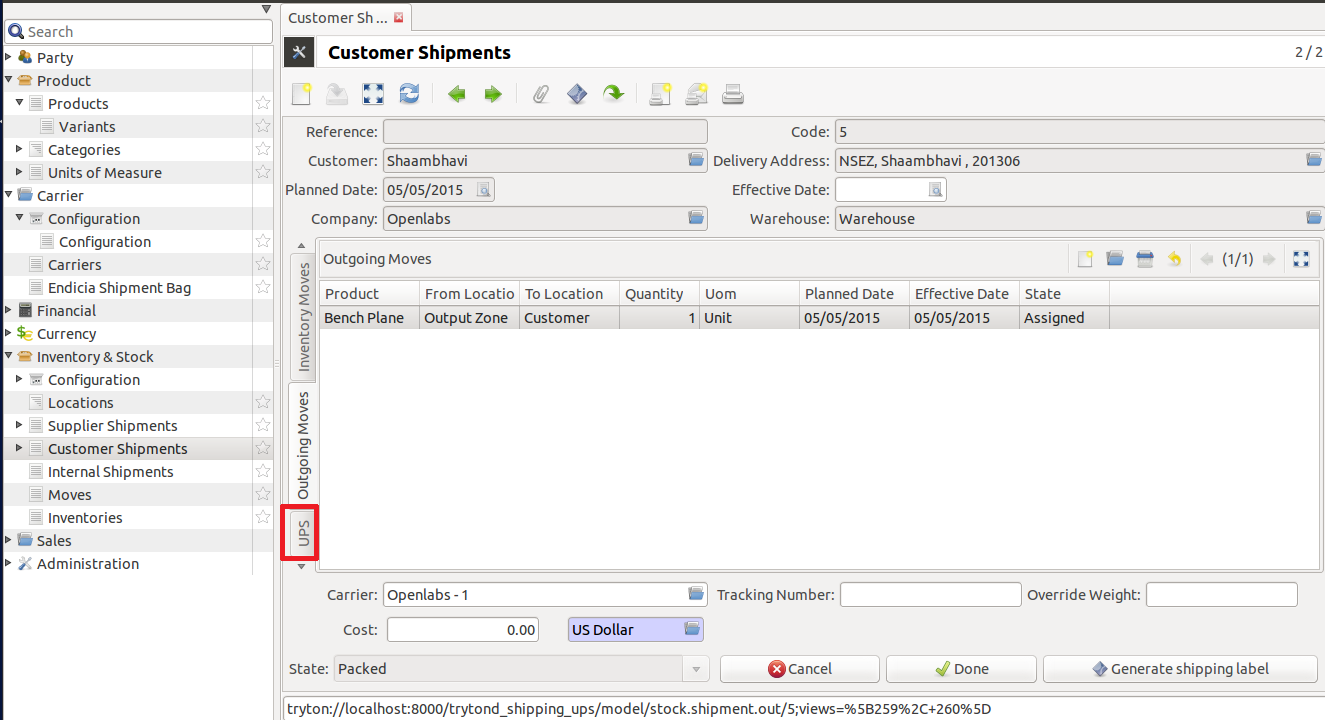 Customer Sh ...
Search
Customer Shipments
2 / 2
Party
Product
Products
Variants
Categories
Units of Measure
Carrier
Configuration
Configuration
Carriers
Endicia Shipment Bag
Financial
Currency
Inventory & Stock
Configuration
Locations
Supplier Shipments
Customer Shipments
Internal Shipments
Moves
Inventories
Sales
Administration
Reference:
Code: 5
Customer: Shaambhavi
Delivery Address: NSEZ, Shaambhavi , 201306
Planned Date: 05/05/2015
Effective Date:
Company: Openlabs
Warehouse: Warehouse
Inventory Moves
Outgoing Moves
UPS
Outgoing Moves
(1/1)
Product From Locatio To Location Quantity Uom Planned Date Effective Date State
Bench Plane Output Zone Customer 1 Unit 05/05/2015 05/05/2015 Assigned
Carrier: Openlabs - 1 Tracking Number: Override Weight:
Cost: 0.00 US Dollar
State: Packed Cancel Done Generate shipping label
tryton://localhost:8000/trytond_shipping_ups/model/stock.shipment.out/5;views=%5B259%2C+260%5D